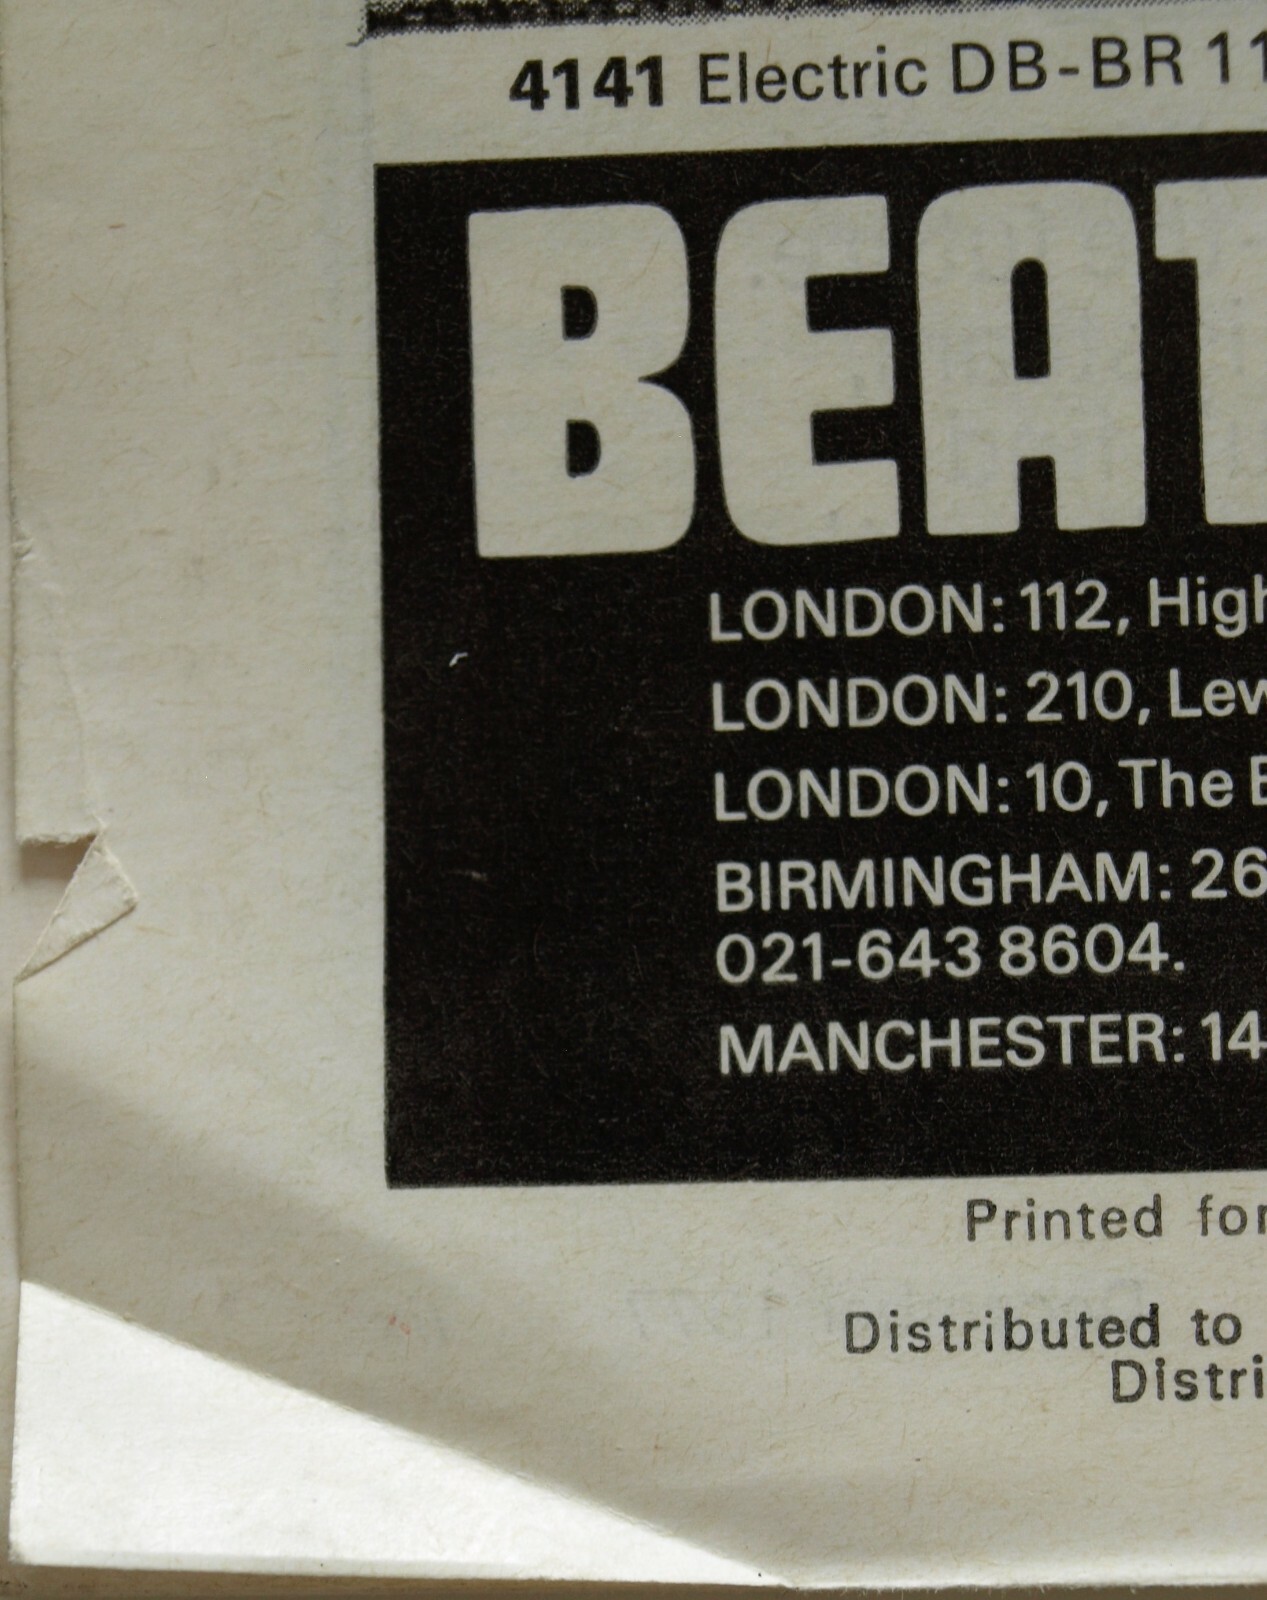 4141 Electric DB-BR 11
BEAT
LONDON: 112, High
LONDON: 210, Lew
LONDON: 10, The E
BIRMINGHAM: 26
021-643 8604.
MANCHESTER: 14
Printed for
Distributed to
Distri